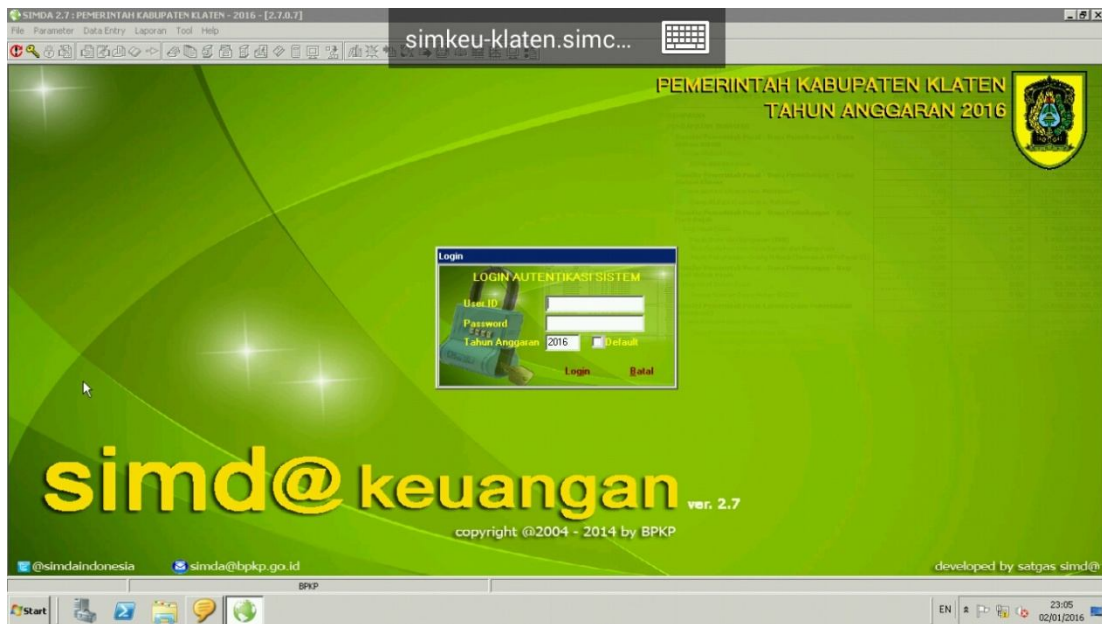 SIMDA 2.7 : PEMERINTAH KABUPATEN KLATEN - 2016 - [2.7.0.7]
File Parameter Data Entry Laporan Tool Help
simkeu-klaten.simc...
PEMERINTAH KABUPATEN KLATEN
TAHUN ANGGARAN 2016
Login
LOGIN AUTENTIKASI SISTEM
User ID
Password
Tahun Anggaran 2016 Default
Login Batal
simd@ keuangan ver. 2.7
copyright @2004 - 2014 by BPKP
@simdaindonesia simda@bpkp.go.id developed by satgas simd@
BPKP
Start EN 23:05
02/01/2016